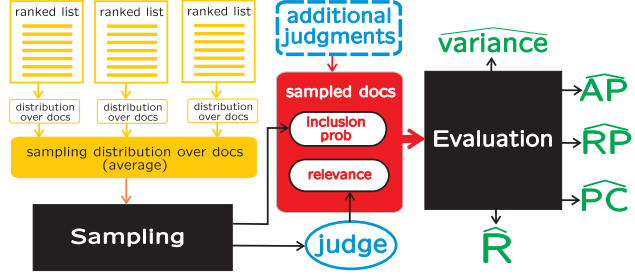 ranked list
ranked list
ranked list
distribution
over docs
distribution
over docs
distribution
over docs
sampling distribution over docs
(average)
Sampling
additional
judgments
sampled docs
Inclusion
prob
relevance
judge
Evaluation
variance
AP
RP
PC
R